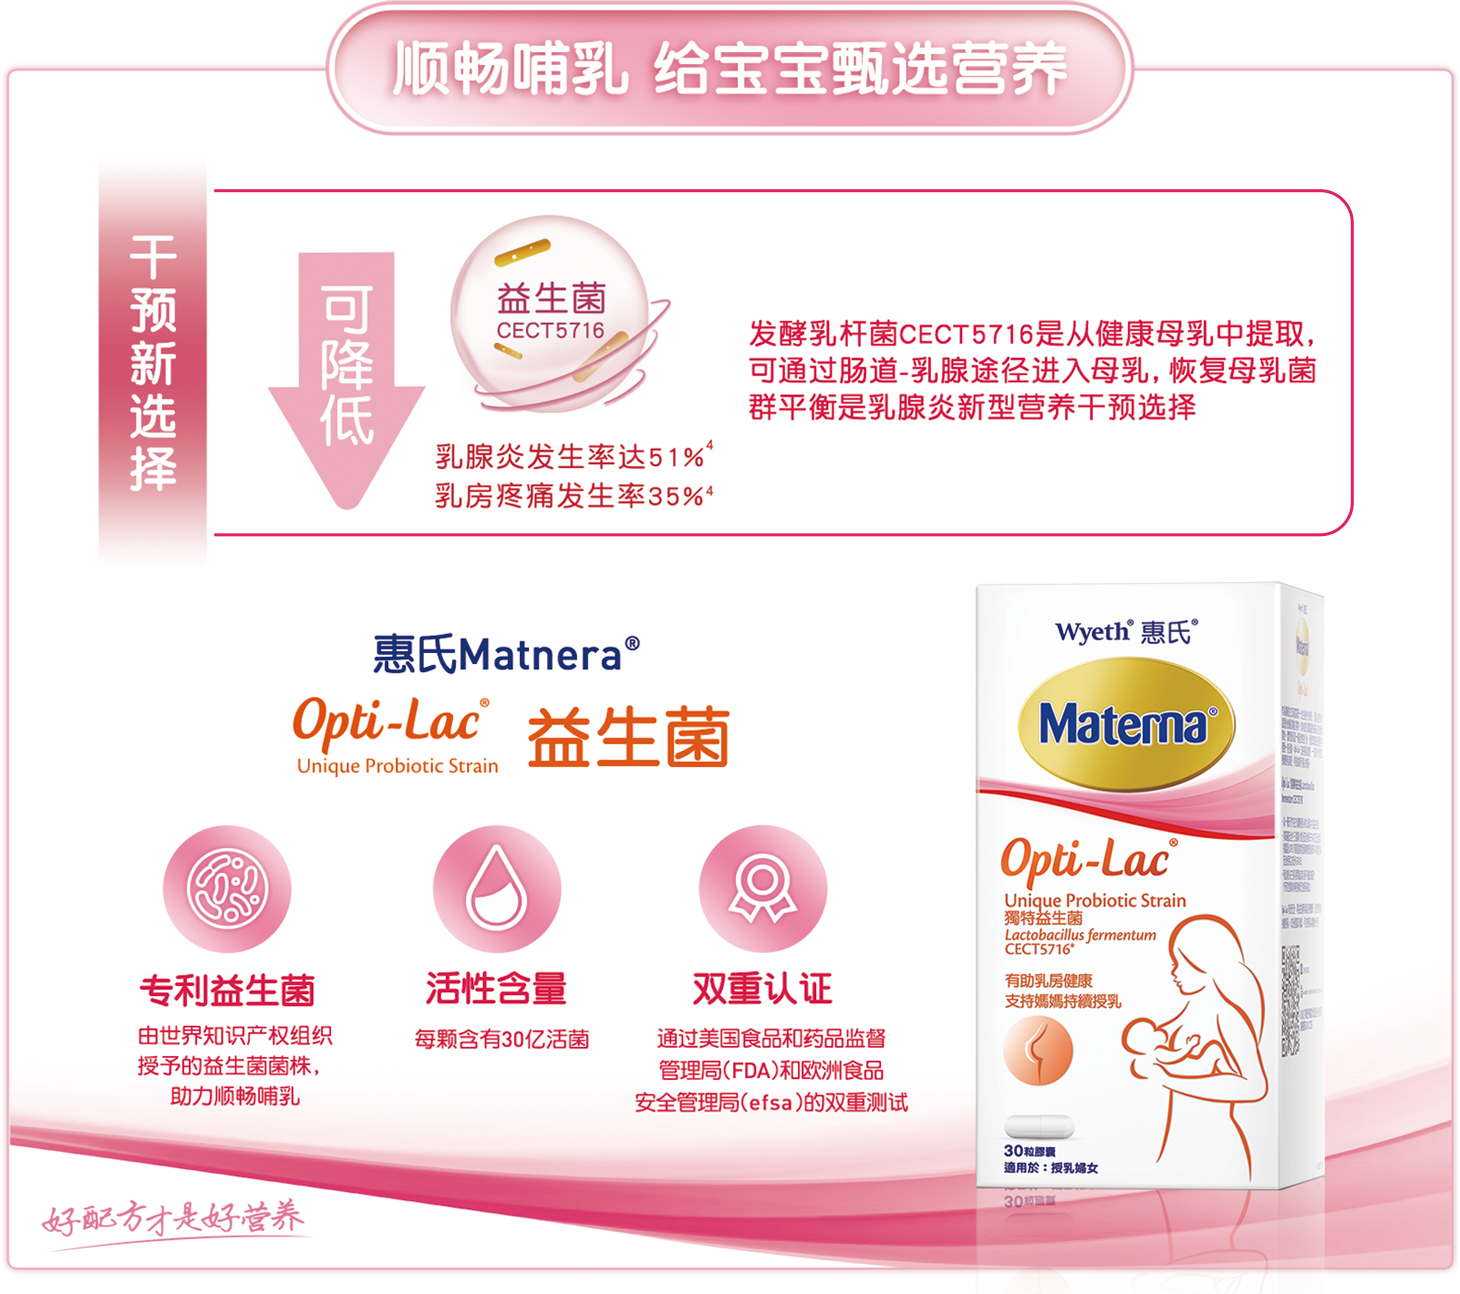 顺畅哺乳 给宝宝甄选营养
干预新选择
可降低
益生菌
CECT5716
乳腺炎发生率达51%⁴
乳房疼痛发生率35%⁴
发酵乳杆菌CECT5716是从健康母乳中提取,
可通过肠道-乳腺途径进入母乳, 恢复母乳菌
群平衡是乳腺炎新型营养干预选择
惠氏Matnera®
Opti-Lac® 益生菌
Unique Probiotic Strain
专利益生菌
由世界知识产权组织
授予的益生菌菌株,
助力顺畅哺乳
活性含量
每颗含有30亿活菌
双重认证
通过美国食品和药品监督
管理局(FDA)和欧洲食品
安全管理局(efsa)的双重测试
Wyeth® 惠氏®
Materna®
Opti-Lac®
Unique Probiotic Strain
獨特益生菌
Lactobacillus fermentum
CECT5716*
有助乳房健康
支持媽媽持續授乳
30粒膠囊
適用於：授乳婦女
好配方才是好营养